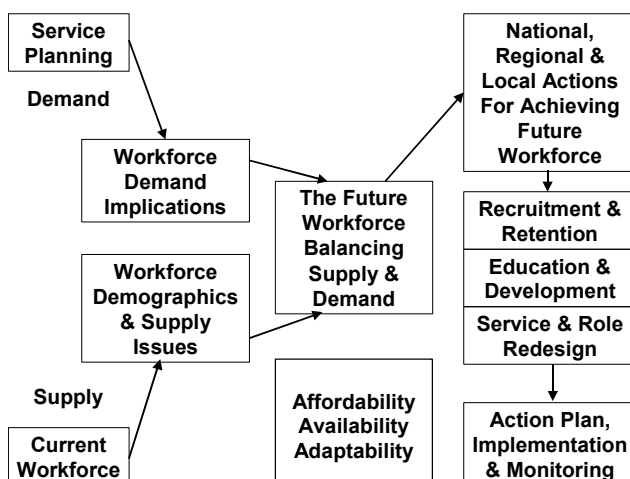 Service
Planning
Demand
Workforce
Demand
Implications
Workforce
Demographics
& Supply
Issues
Supply
Current
Workforce
The Future
Workforce
Balancing
Supply &
Demand
Affordability
Availability
Adaptability
National,
Regional &
Local Actions
For Achieving
Future
Workforce
Recruitment &
Retention
Education &
Development
Service & Role
Redesign
Action Plan,
Implementation
& Monitoring